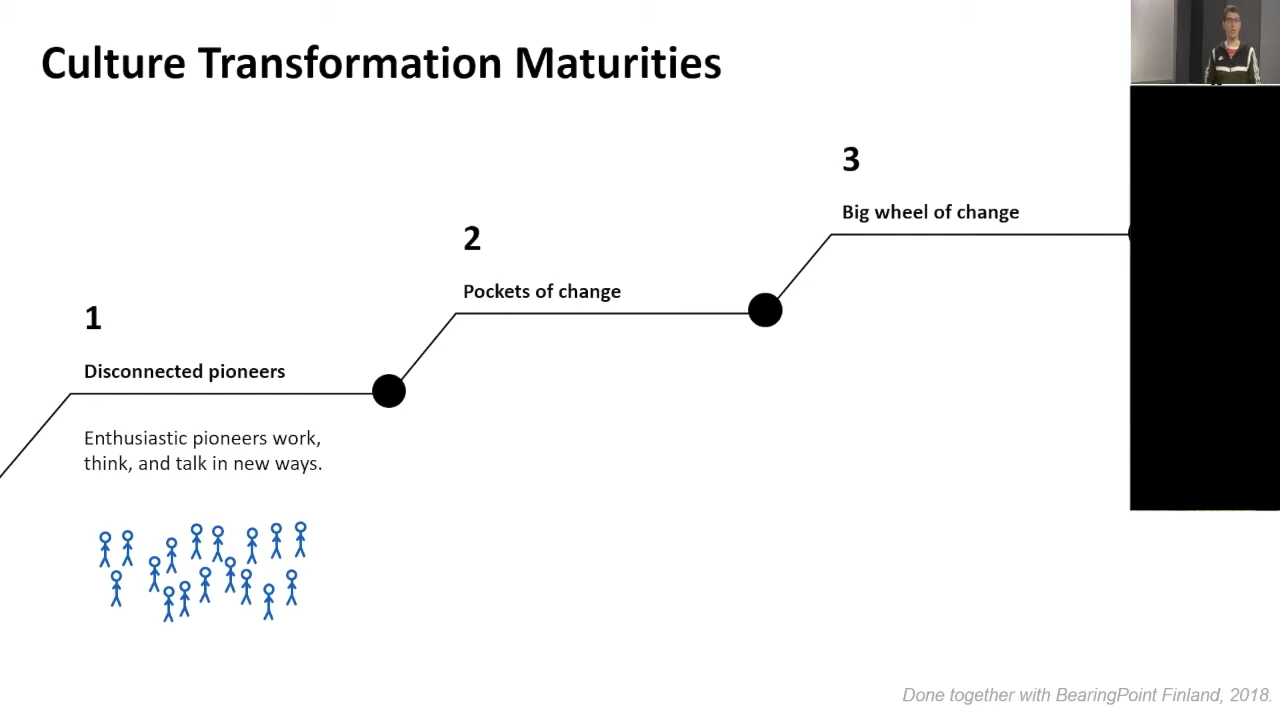 Culture Transformation Maturities
1
Disconnected pioneers
Enthusiastic pioneers work,
think, and talk in new ways.
2
Pockets of change
3
Big wheel of change
Done together with BearingPoint Finland, 2018.